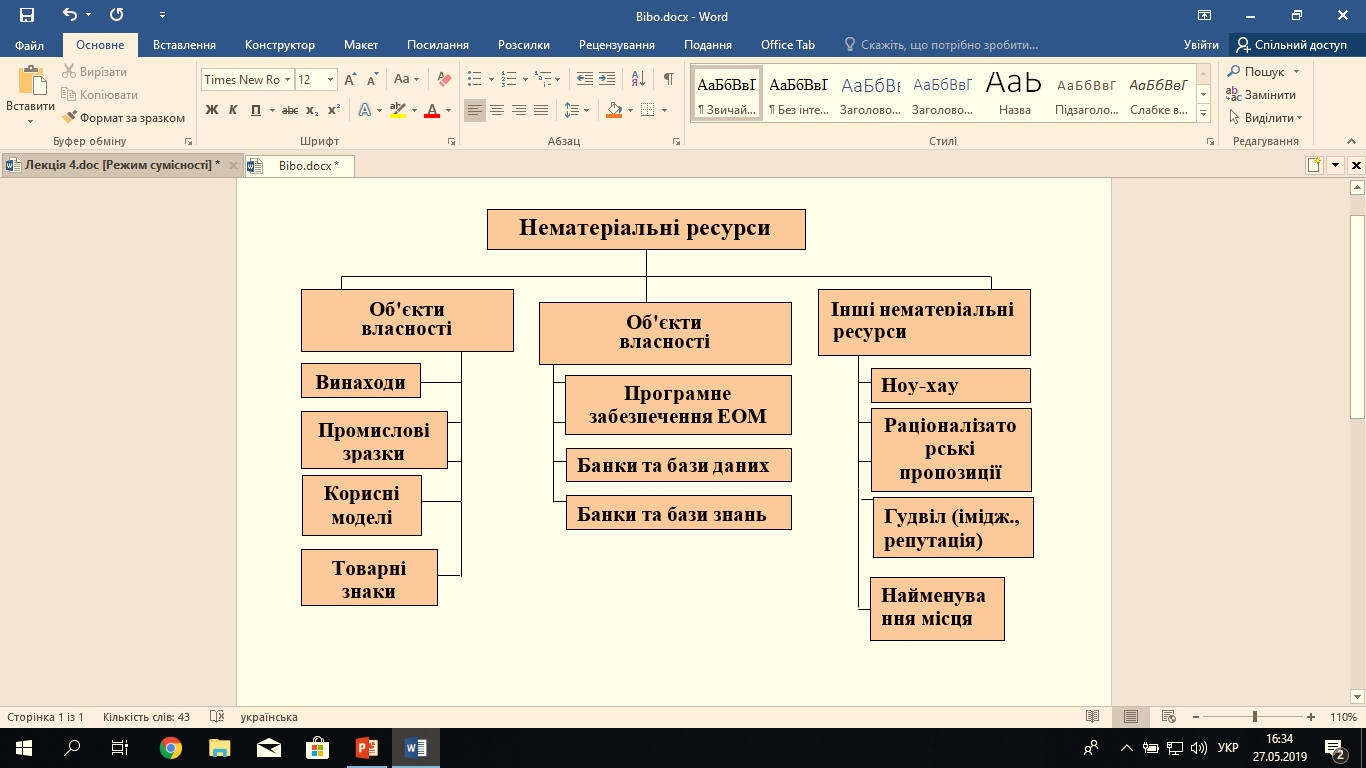 Bibo.docx - Word
Файл Основне Вставлення Конструктор Макет Посилання Розсилки Рецензування Подання Office Tab Скажіть, що потрібно зробити... Увійти Спільний доступ
Вставити
Вирізати
Копіювати
Формат за зразком
Буфер обміну
Times New Ro 12
Aa
Ж К П abc x₂ x²
Шрифт
Абзац
АаБбВвГ АаБбВвГ АаБбВ АаБбВвГ АаЬ АаБбВвГ АаБбВвГ
¶ Звичай... ¶ Без інте... Заголово... Заголово... Назва Підзаголо... Слабке в...
Стилі
Пошук
Замінити
Виділити
Редагування
Лекція 4.doc [Режим сумісності] * Bibo.docx *
Нематеріальні ресурси
Об'єкти
власності
Винаходи
Промислові
зразки
Корисні
моделі
Товарні
знаки
Об'єкти
власності
Програмне
забезпечення ЕОМ
Банки та бази даних
Банки та бази знань
Інші нематеріальні
ресурси
Ноу-хау
Раціоналізато
рські
пропозиції
Гудвіл (імідж.,
репутація)
Найменува
ння місця
Сторінка 1 із 1 Кількість слів: 43 українська 110%
УКР 16:34
27.05.2019
2